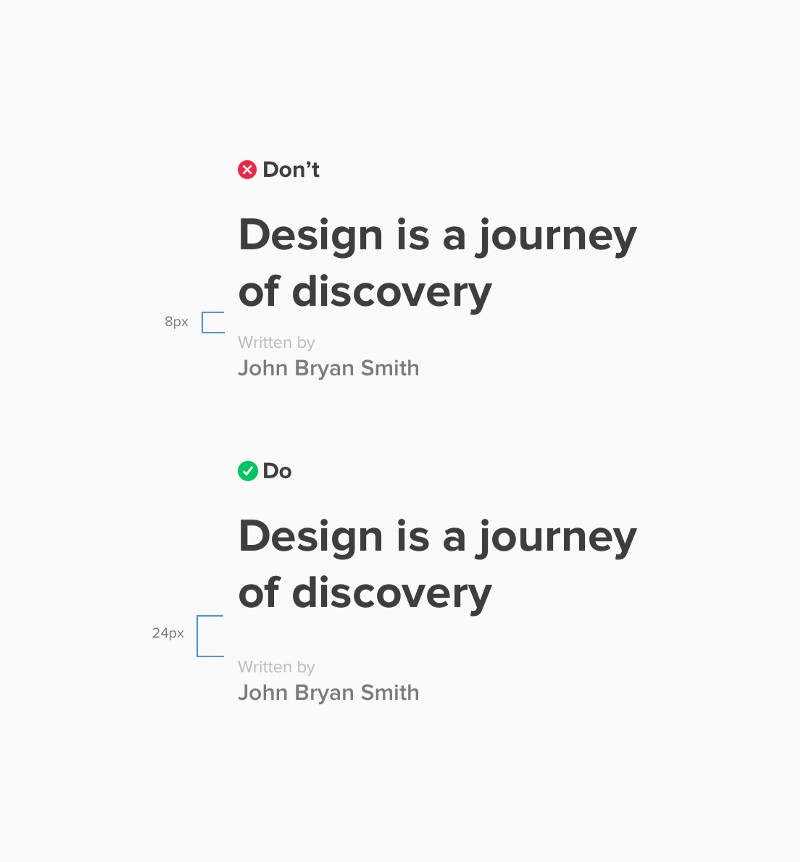 Don’t
Design is a journey
of discovery
8px
Written by
John Bryan Smith
Do
Design is a journey
of discovery
24px
Written by
John Bryan Smith